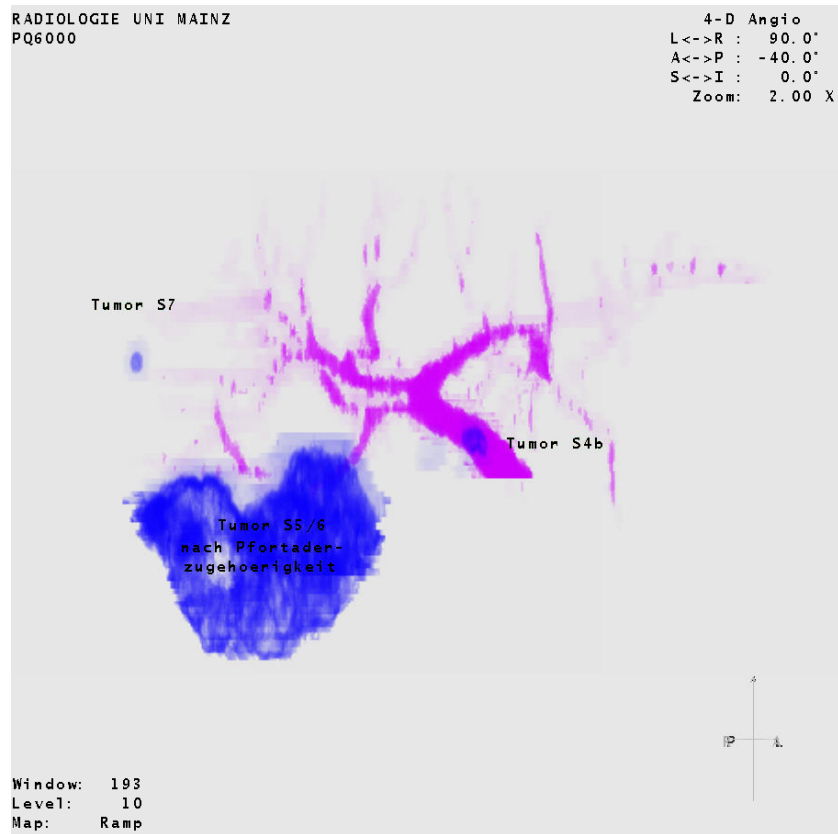 RADIOLOGIE UNI MAINZ
PQ6000
4-D Angio
L<->R : 90.0°
A<->P : -40.0°
S<->I : 0.0°
Zoom: 2.00 X
Tumor S7
Tumor S4b
Tumor S5/6
nach Pfortader-
zugehoerigkeit
P A
Window: 193
Level: 10
Map: Ramp